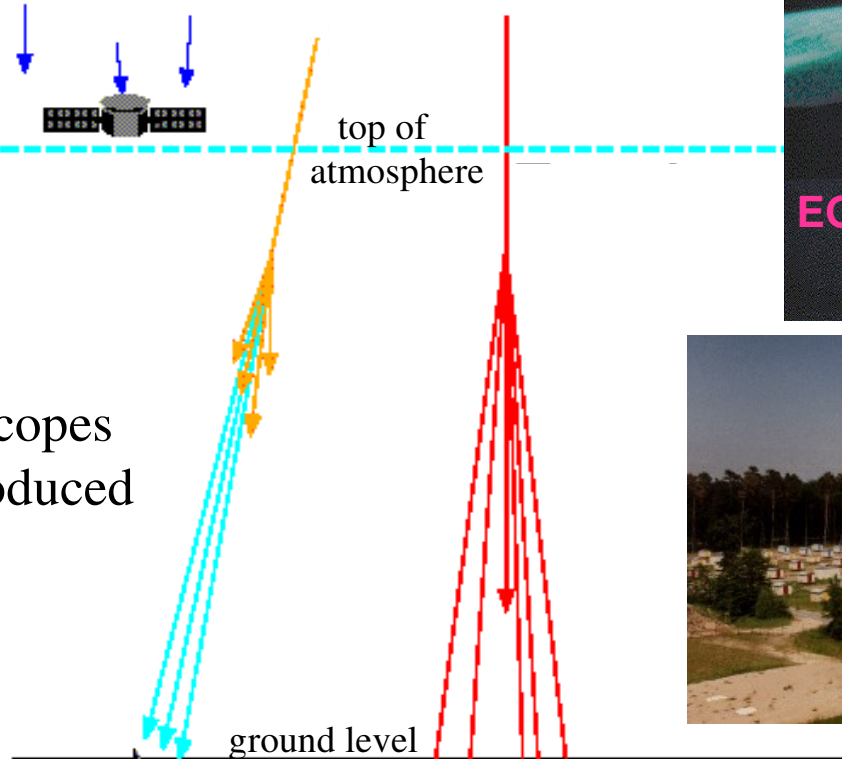 top of
atmosphere
EC
copes
oduced
ground level